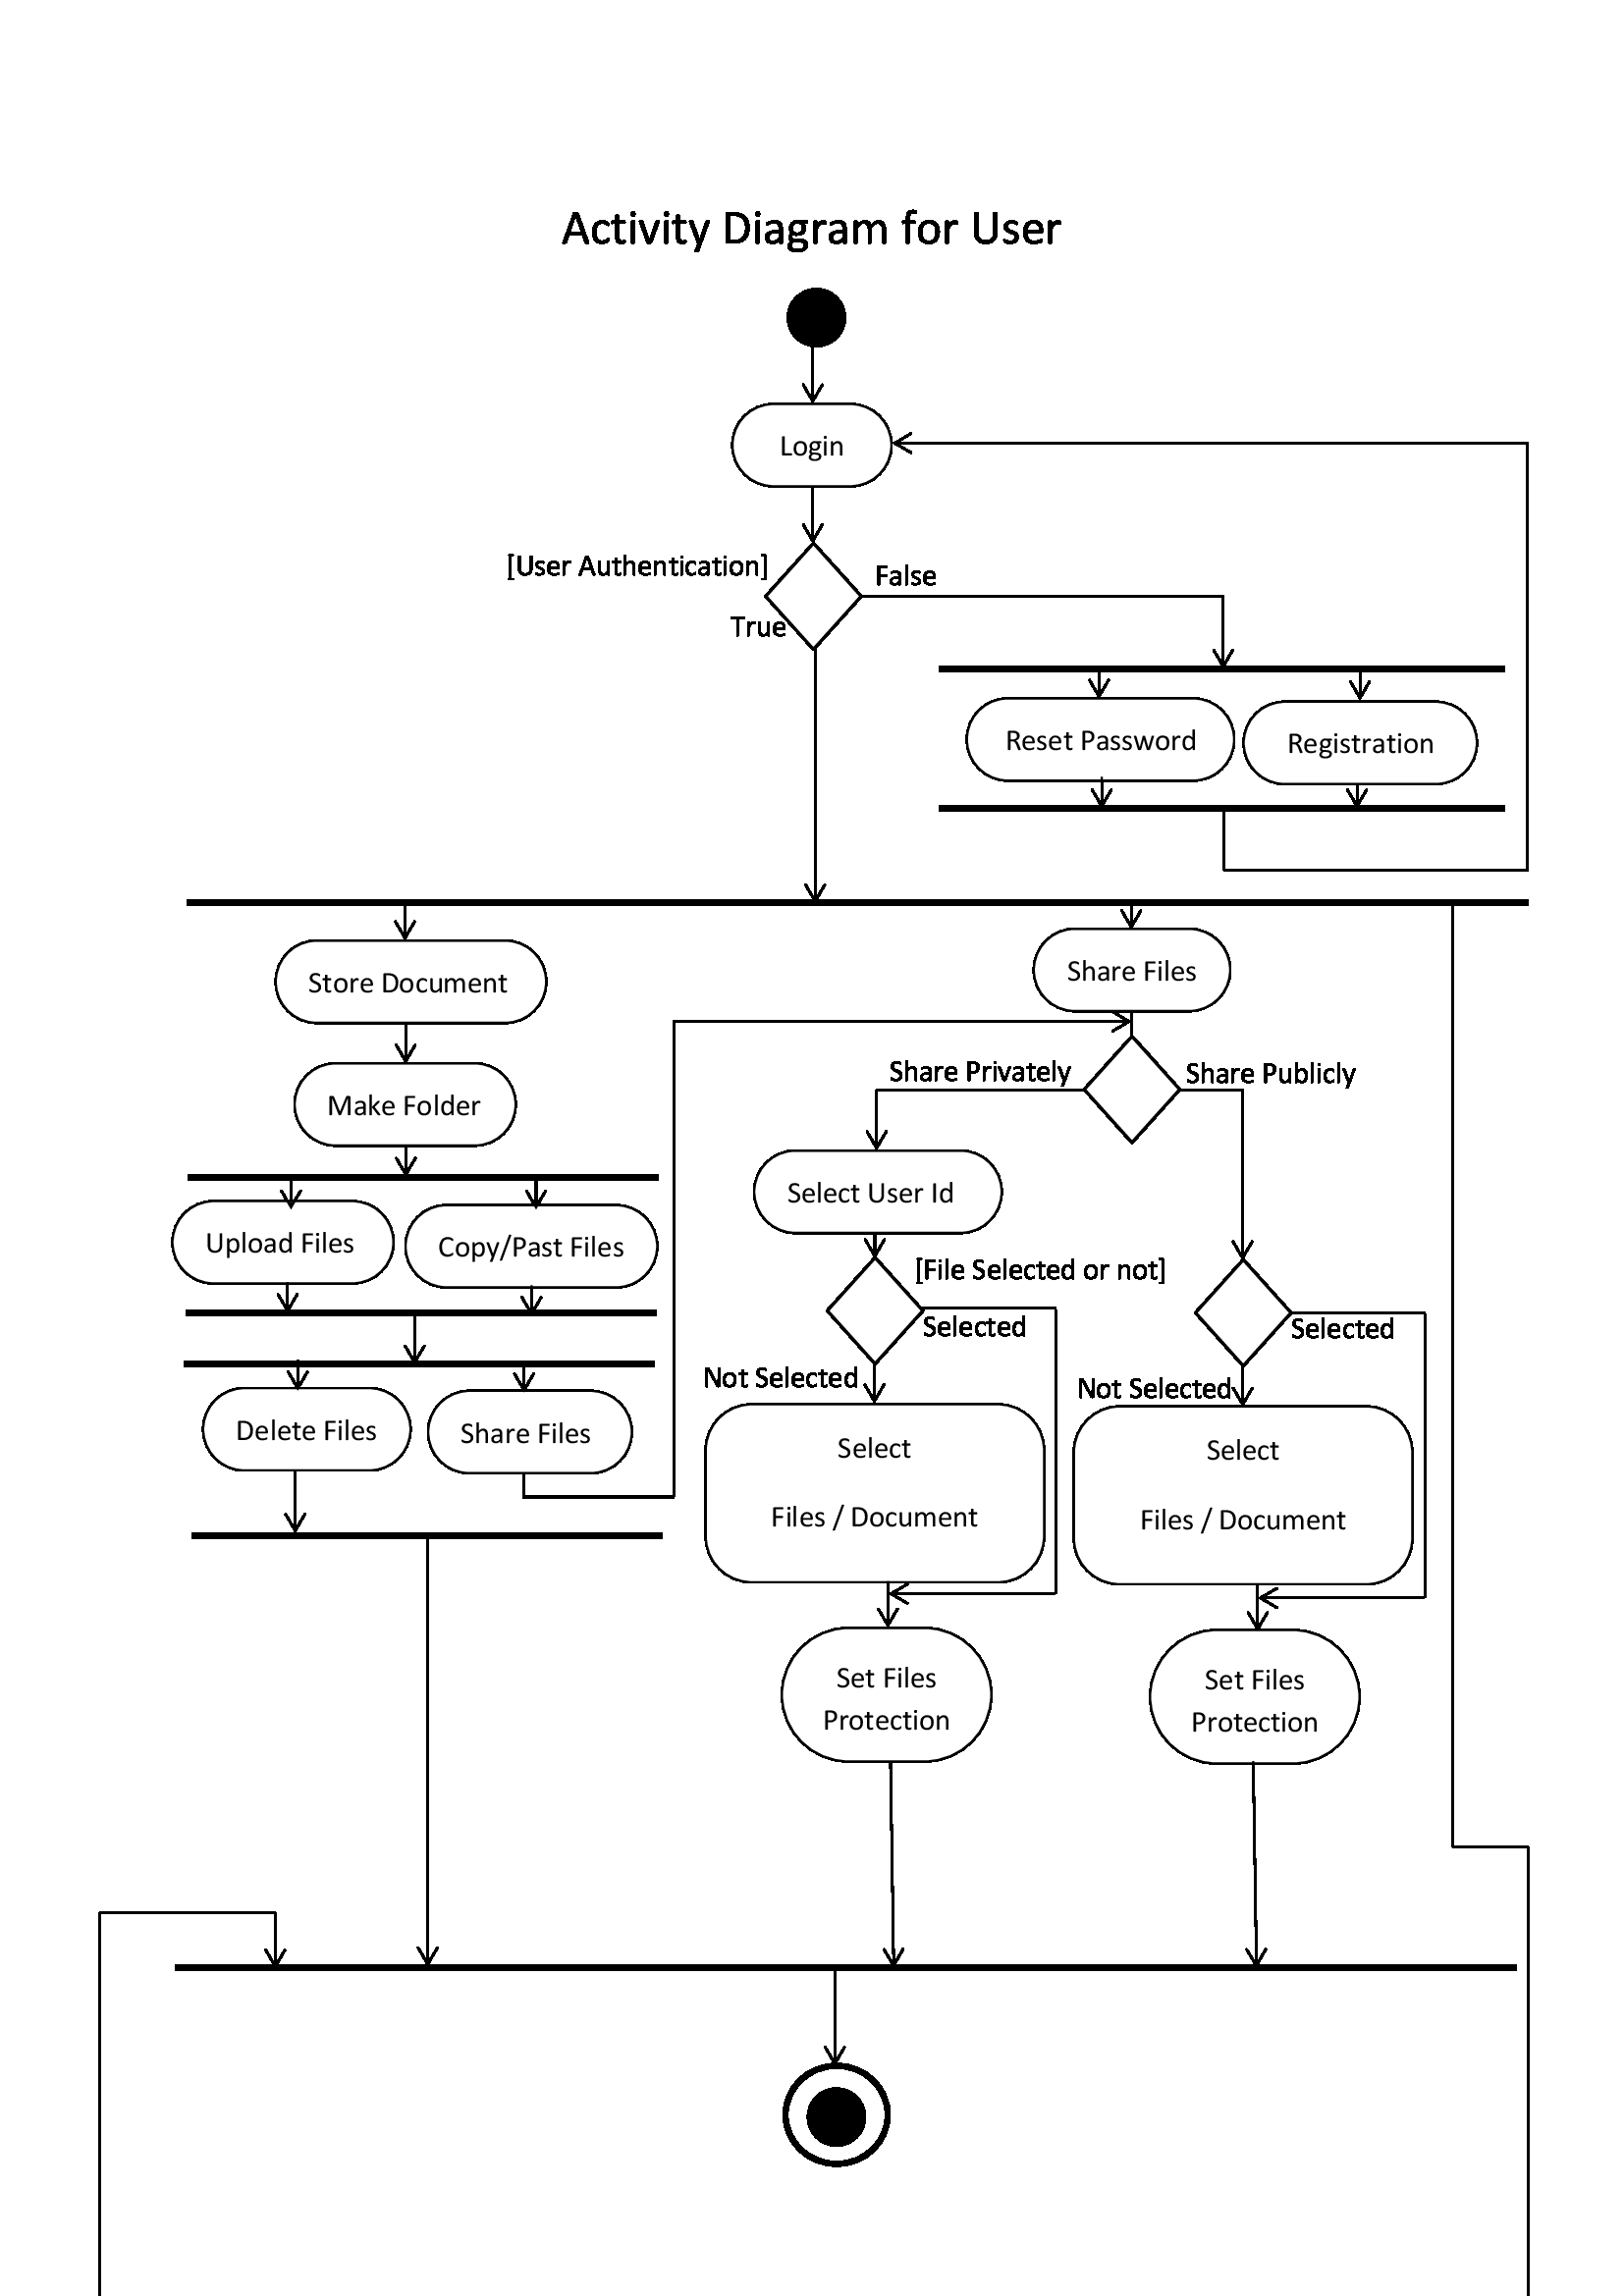 Activity Diagram for User
Login
[User Authentication]
False
True
Reset Password
Registration
Store Document
Share Files
Make Folder
Share Privately
Share Publicly
Select User Id
Upload Files
Copy/Past Files
[File Selected or not]
Selected
Selected
Not Selected
Not Selected
Delete Files
Share Files
Select
Files / Document
Select
Files / Document
Set Files
Protection
Set Files
Protection